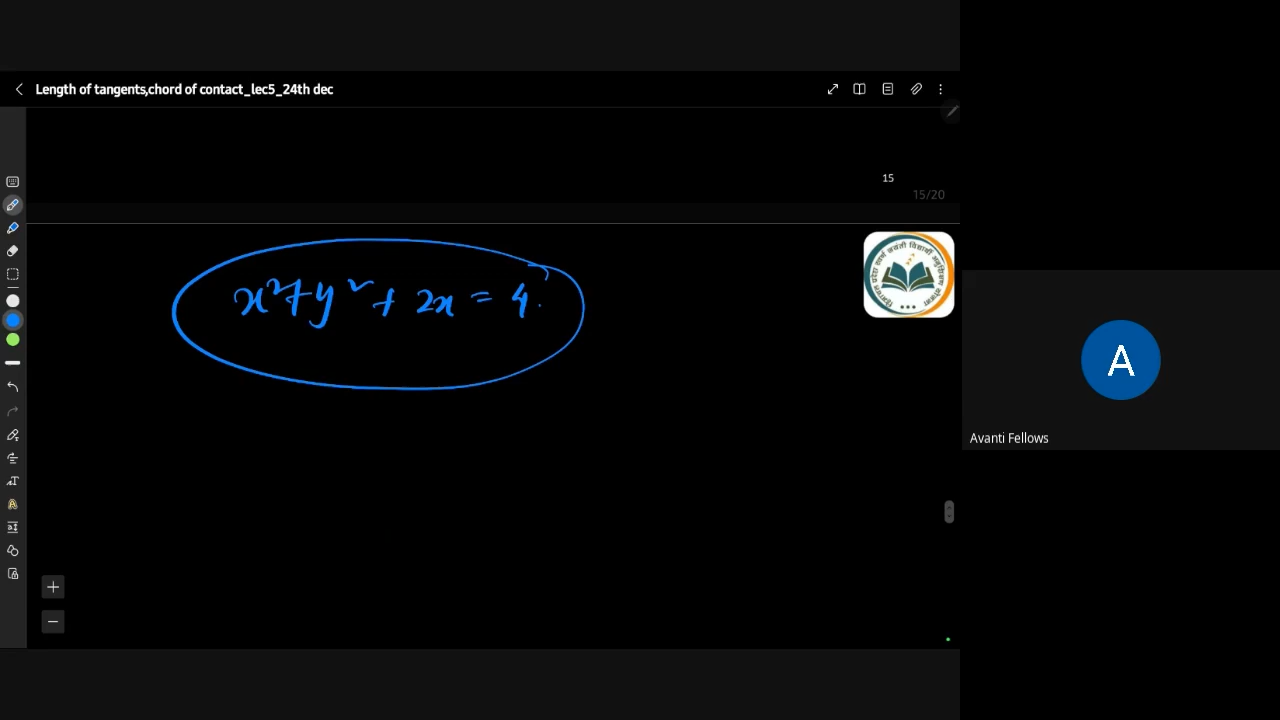 Length of tangents,chord of contact_lec5_24th dec
15
15/20
x²+y²+2x=4.
A
Avanti Fellows